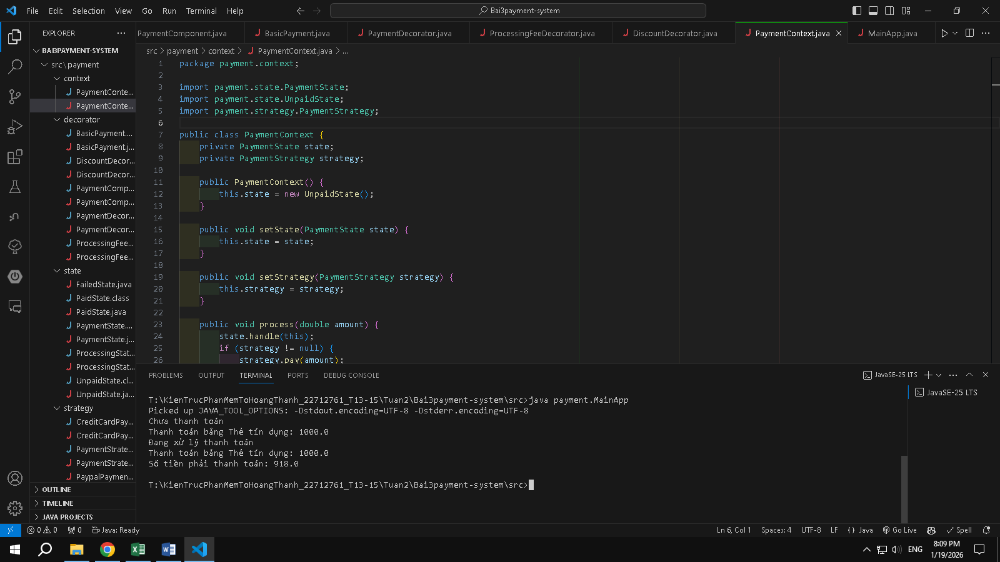 File Edit Selection View Go Run Terminal Help
Bai3payment-system
EXPLORER
PaymentComponent.java
BasicPayment.java
PaymentDecorator.java
ProcessingFeeDecorator.java
DiscountDecorator.java
PaymentContext.java
MainApp.java
BAI3PAYMENT-SYSTEM
src\payment
context
PaymentConte...
PaymentConte...
decorator
BasicPayment....
BasicPayment.j...
DiscountDecor...
DiscountDecor...
PaymentComp...
PaymentComp...
PaymentDecor...
PaymentDecor...
ProcessingFee...
ProcessingFee...
state
FailedState.java
PaidState.class
PaidState.java
PaymentState....
PaymentState.j...
ProcessingStat...
ProcessingStat...
UnpaidState.cl...
UnpaidState.ja...
strategy
CreditCardPay...
CreditCardPay...
PaymentStrate...
PaymentStrate...
PaypalPaymen...
OUTLINE
TIMELINE
JAVA PROJECTS
src > payment > context > PaymentContext.java > ...
1 package payment.context;
2
3 import payment.state.PaymentState;
4 import payment.state.UnpaidState;
5 import payment.strategy.PaymentStrategy;
6
7 public class PaymentContext {
8 private PaymentState state;
9 private PaymentStrategy strategy;
10
11 public PaymentContext() {
12 this.state = new UnpaidState();
13 }
14
15 public void setState(PaymentState state) {
16 this.state = state;
17 }
18
19 public void setStrategy(PaymentStrategy strategy) {
20 this.strategy = strategy;
21 }
22
23 public void process(double amount) {
24 state.handle(this);
25 if (strategy != null) {
26 strategy.pay(amount);
PROBLEMS OUTPUT TERMINAL PORTS DEBUG CONSOLE
JavaSE-25 LTS
JavaSE-25 LTS
T:\KienTrucPhanMemToHoangThanh_22712761_T13-15\Tuan2\Bai3payment-system\src>java payment.MainApp
Picked up JAVA_TOOL_OPTIONS: -Dstdout.encoding=UTF-8 -Dstderr.encoding=UTF-8
Chưa thanh toán
Thanh toán bằng Thẻ tín dụng: 1000.0
Đang xử lý thanh toán
Thanh toán bằng Thẻ tín dụng: 1000.0
Số tiền phải thanh toán: 918.0
T:\KienTrucPhanMemToHoangThanh_22712761_T13-15\Tuan2\Bai3payment-system\src>
0 0 0 Java: Ready
Ln 6, Col 1 Spaces: 4 UTF-8 LF {} Java Go Live Spell
ENG
8:09 PM
1/19/2026